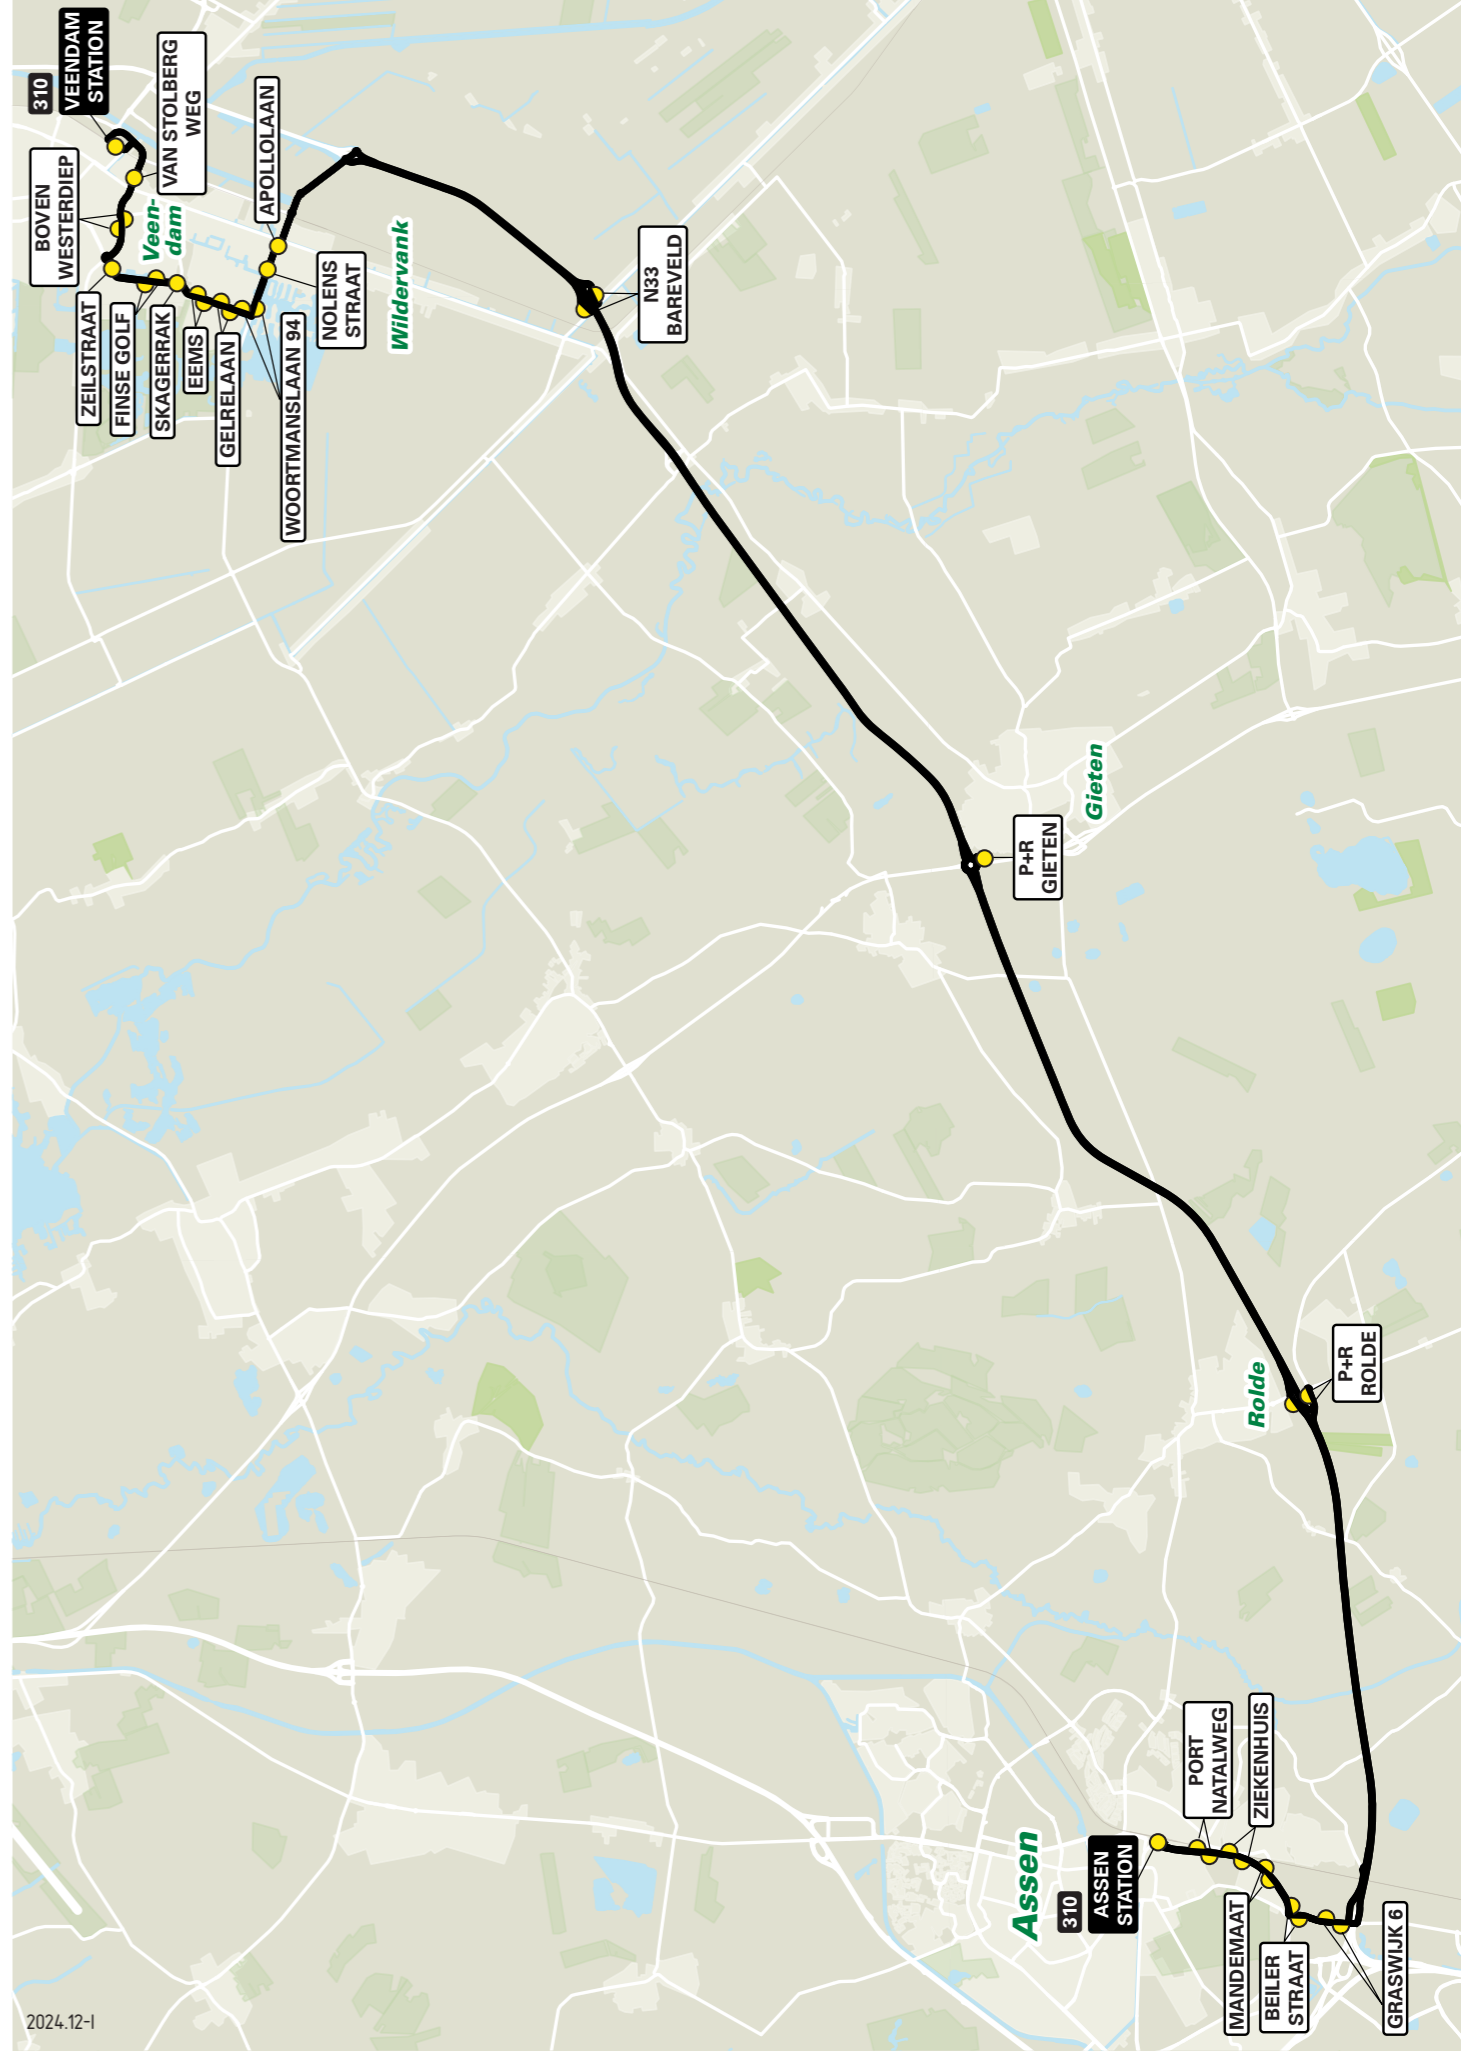 310
VEENDAM
STATION
VAN STOLBERG
WEG
BOVEN
WESTERDIEP
Veen-
dam
ZEILSTRAAT
FINSE GOLF
SKAGERRAK
EEMS
GELRELAAN
WOORTMANSLAAN 94
NOLENS
STRAAT
APOLLOLAAN
Wildervank
N33
BAREVELD
P+R
GIETEN
Gieten
Rolde
P+R
ROLDE
Assen
310
ASSEN
STATION
PORT
NATALWEG
ZIEKENHUIS
MANDEMAAT
BEILER
STRAAT
GRASWIJK 6
2024.12-I